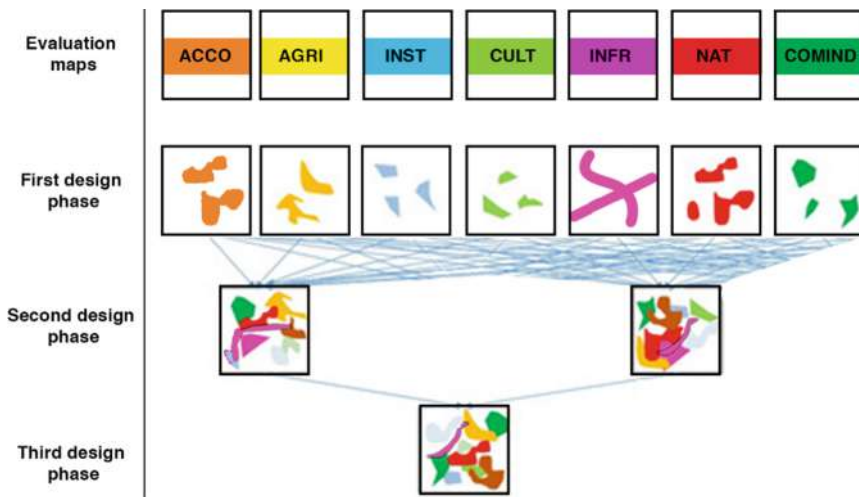 Evaluation
maps
ACCO
AGRI
INST
CULT
INFR
NAT
COMIND
First design
phase
Second design
phase
Third design
phase